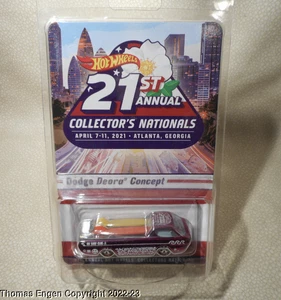 HOT WHEELS
21ST
ANNUAL
COLLECTOR'S NATIONALS
APRIL 7-11, 2021 • ATLANTA, GEORGIA
Dodge Deora® Concept
©Thomas Engen 2022-23